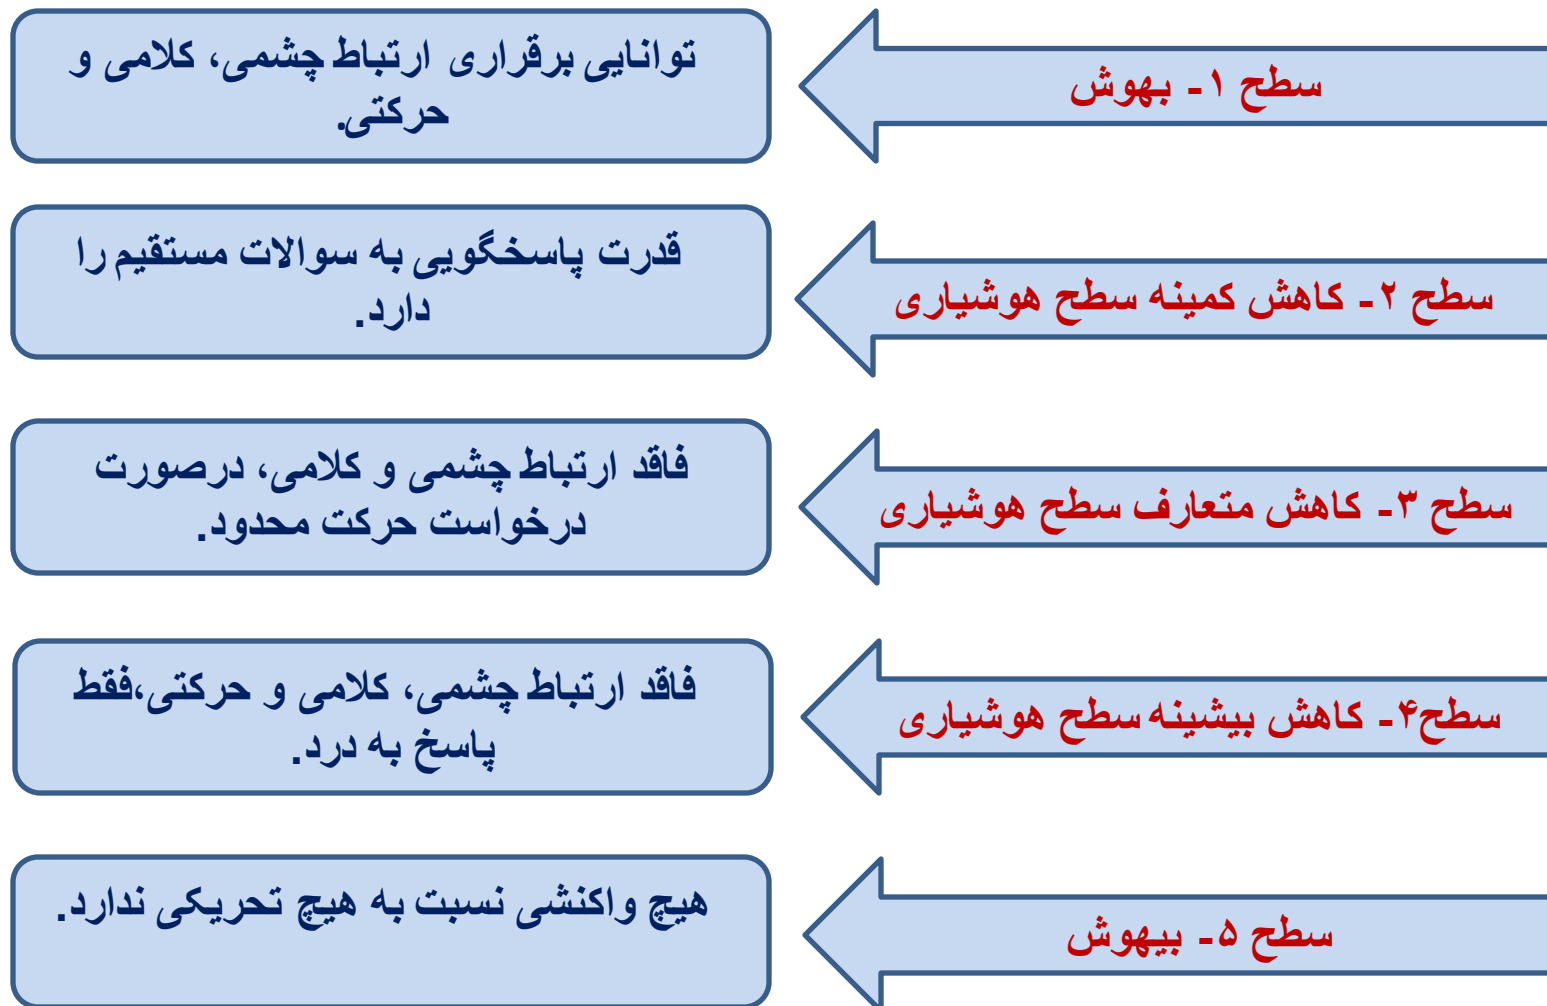 سطح ۱- بهوش
توانایی برقراری ارتباط چشمی، کلامی و
حرکتی.
سطح ۲- کاهش کمینه سطح هوشیاری
قدرت پاسخگویی به سوالات مستقیم را
دارد.
سطح ۳- کاهش متعارف سطح هوشیاری
فاقد ارتباط چشمی و کلامی، درصورت
درخواست حرکت محدود.
سطح۴- کاهش بیشینه سطح هوشیاری
فاقد ارتباط چشمی، کلامی و حرکتی،فقط
پاسخ به درد.
سطح ۵- بیهوش
هیچ واکنشی نسبت به هیچ تحریکی ندارد.